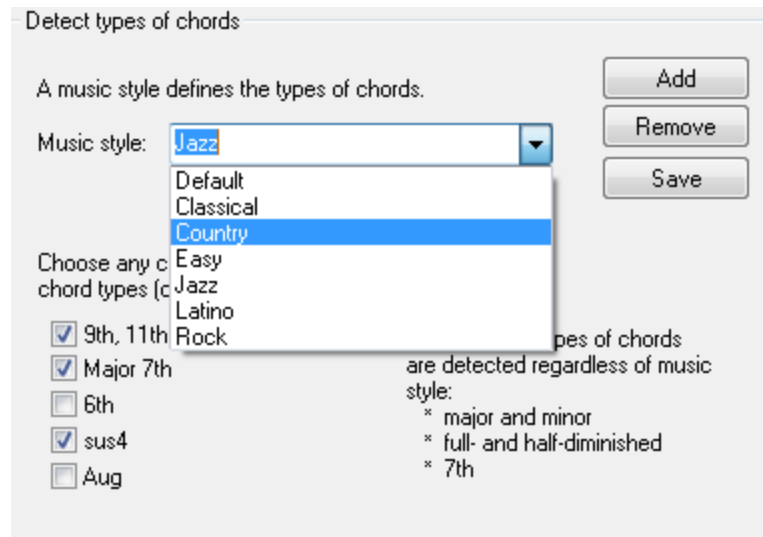 Detect types of chords
A music style defines the types of chords.
Add
Remove
Save
Music style: Jazz
Default
Classical
Country
Easy
Jazz
Latino
Rock
Choose any
chord types
9th, 11th
Major 7th
6th
sus4
Aug
of chords
are detected regardless of music
style:
* major and minor
* full- and half-diminished
* 7th